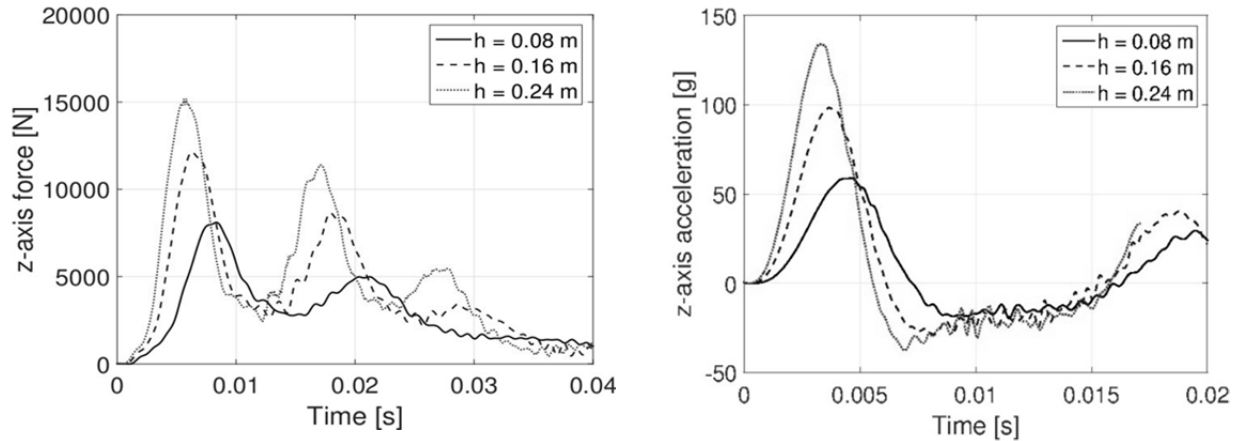 20000
15000
10000
5000
0
z-axis force [N]
h = 0.08 m
h = 0.16 m
h = 0.24 m
0 0.01 0.02 0.03 0.04
Time [s]
150
100
50
0
-50
z-axis acceleration [g]
h = 0.08 m
h = 0.16 m
h = 0.24 m
0 0.005 0.01 0.015 0.02
Time [s]